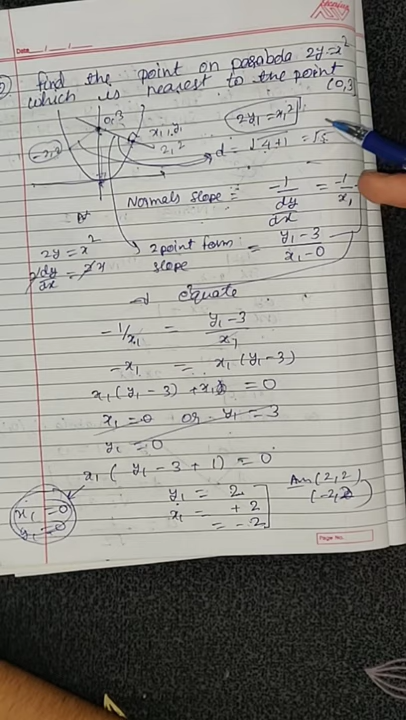 Date / /
find the point on parabola 2y=x²
which is nearest to the point
(0,3)
0,3
x₁,y₁
2y₁=x₁²
-2,2
2,2
d = √4+1 = √5
Normals slope = -1/(dy/dx) = -1/x₁
2y = x²
2dy/dx = 2x
2 point form slope = (y₁-3)/(x₁-0)
equate
-1/x₁ = (y₁-3)/x₁
-x₁ = x₁(y₁-3)
x₁(y₁-3) + x₁ = 0
x₁=0 or y₁=3
y₁=0
x₁(y₁-3+1) = 0
x₁=0
y₁=0
y₁ = 2
x₁ = +2
= -2
Ans (2,2)
(-2,2)
Page No.